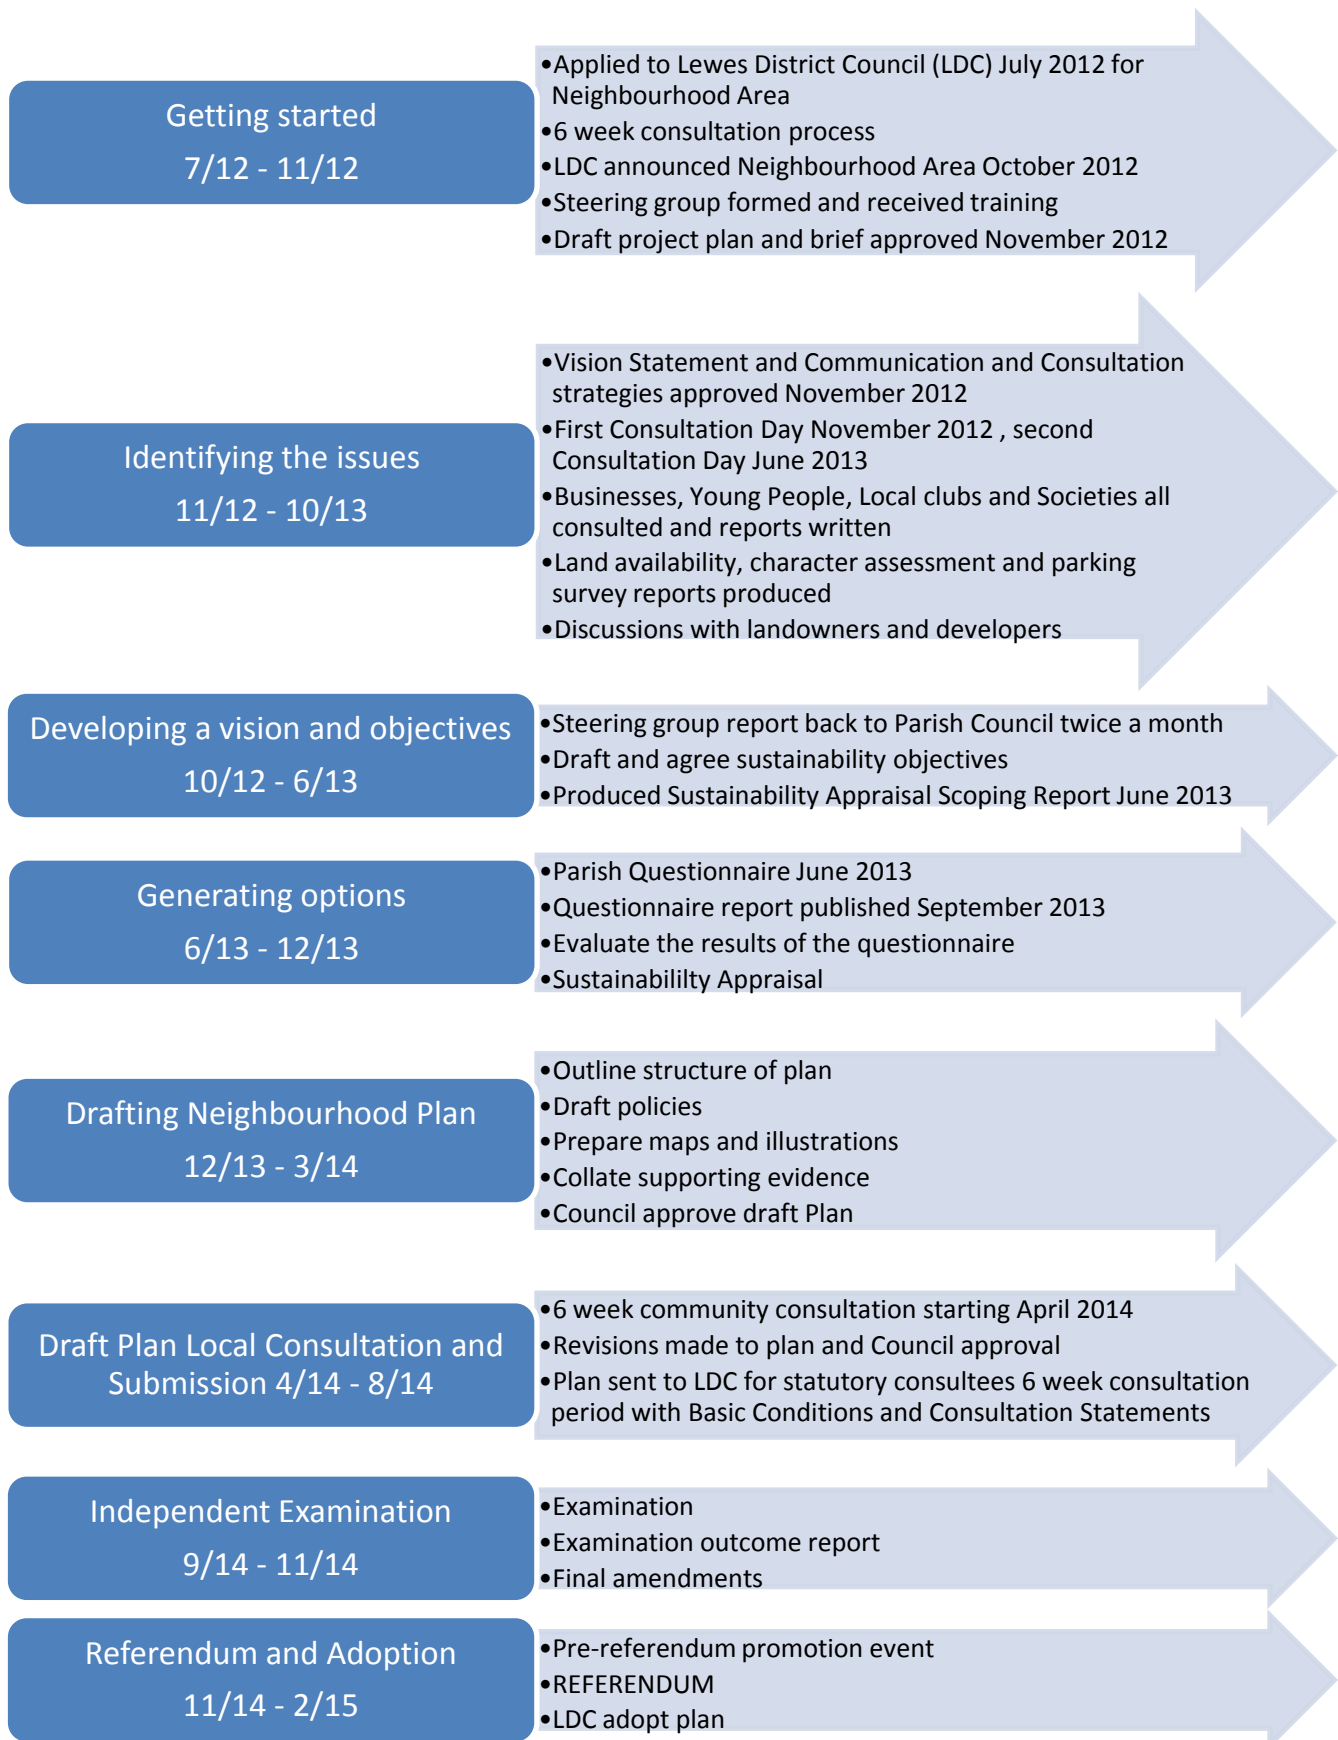 Getting started
7/12 - 11/12
•Applied to Lewes District Council (LDC) July 2012 for
Neighbourhood Area
•6 week consultation process
•LDC announced Neighbourhood Area October 2012
•Steering group formed and received training
•Draft project plan and brief approved November 2012
Identifying the issues
11/12 - 10/13
•Vision Statement and Communication and Consultation
strategies approved November 2012
•First Consultation Day November 2012 , second
Consultation Day June 2013
•Businesses, Young People, Local clubs and Societies all
consulted and reports written
•Land availability, character assessment and parking
survey reports produced
•Discussions with landowners and developers
Developing a vision and objectives
10/12 - 6/13
•Steering group report back to Parish Council twice a month
•Draft and agree sustainability objectives
•Produced Sustainability Appraisal Scoping Report June 2013
Generating options
6/13 - 12/13
•Parish Questionnaire June 2013
•Questionnaire report published September 2013
•Evaluate the results of the questionnaire
•Sustainabililty Appraisal
Drafting Neighbourhood Plan
12/13 - 3/14
•Outline structure of plan
•Draft policies
•Prepare maps and illustrations
•Collate supporting evidence
•Council approve draft Plan
Draft Plan Local Consultation and
Submission 4/14 - 8/14
•6 week community consultation starting April 2014
•Revisions made to plan and Council approval
•Plan sent to LDC for statutory consultees 6 week consultation
period with Basic Conditions and Consultation Statements
Independent Examination
9/14 - 11/14
•Examination
•Examination outcome report
•Final amendments
Referendum and Adoption
11/14 - 2/15
•Pre-referendum promotion event
•REFERENDUM
•LDC adopt plan